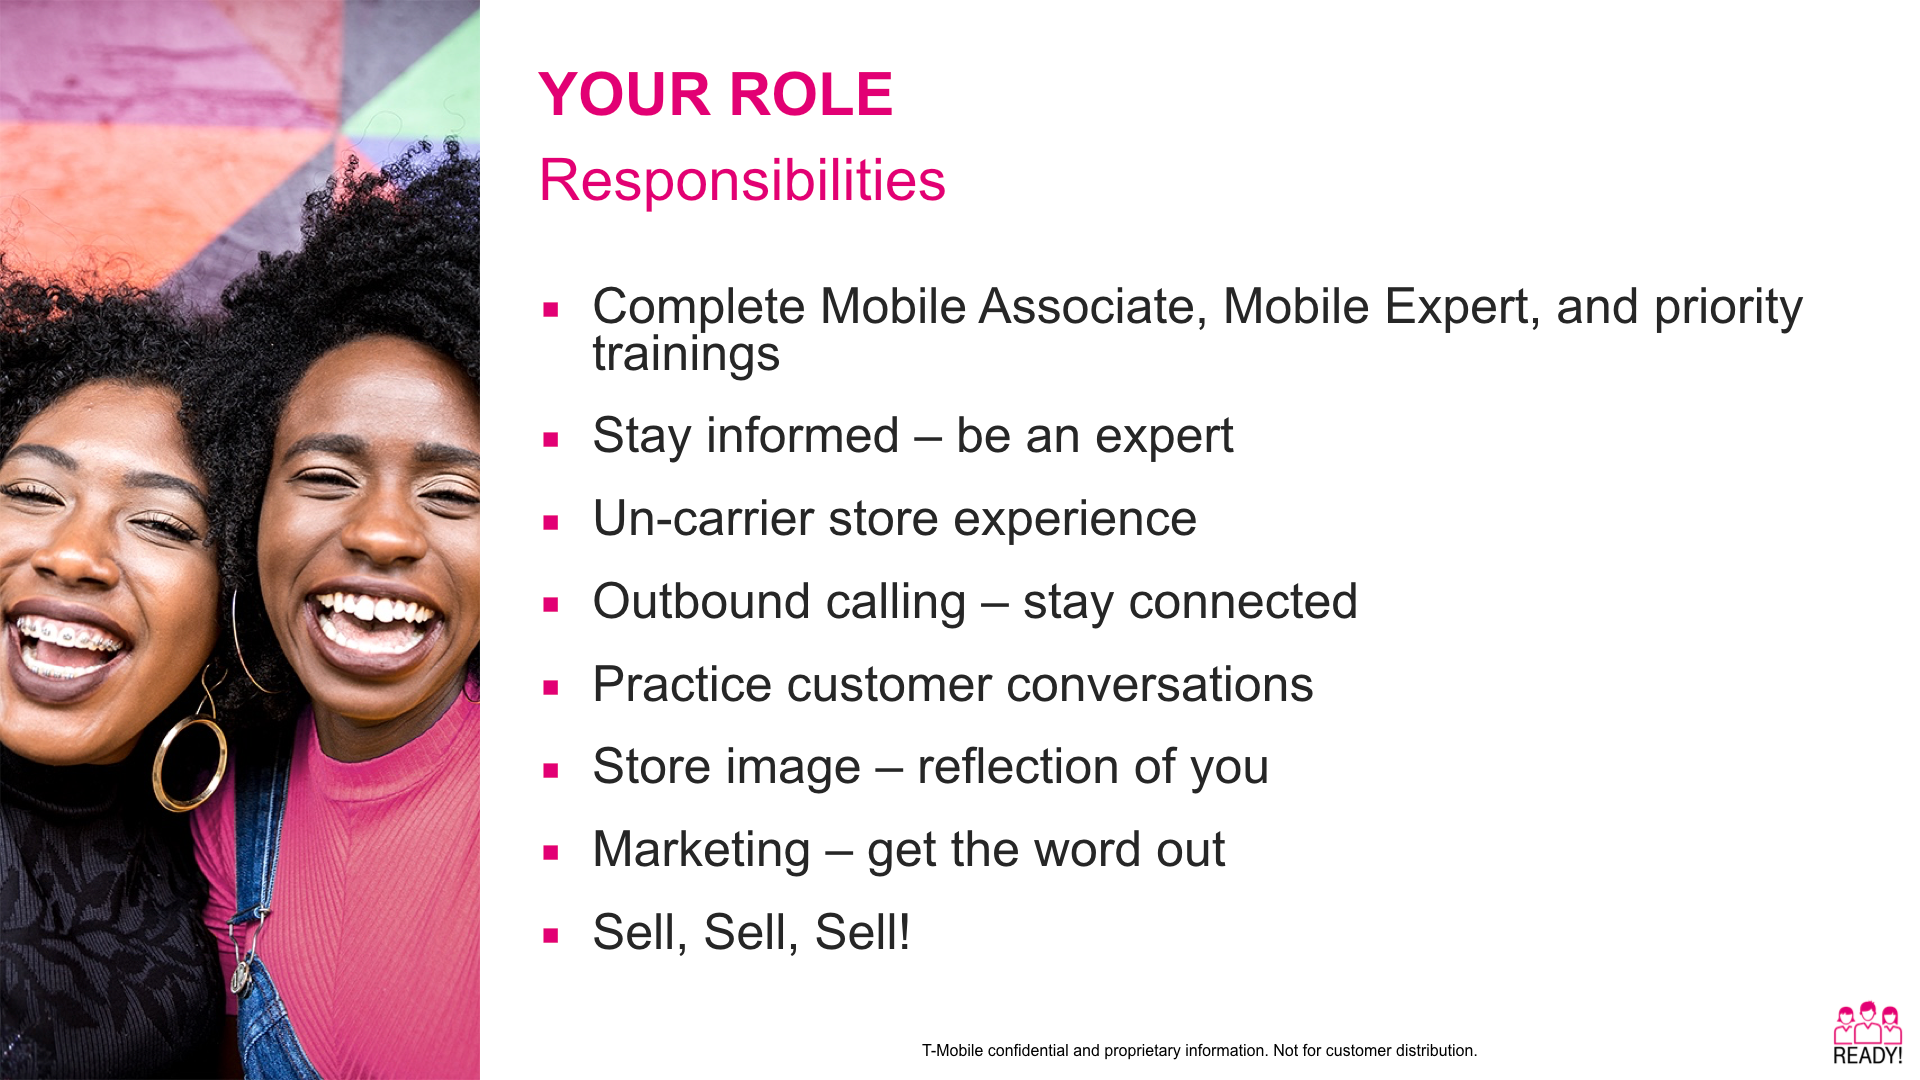 YOUR ROLE
Responsibilities
▪ Complete Mobile Associate, Mobile Expert, and priority
trainings
▪ Stay informed – be an expert
▪ Un-carrier store experience
▪ Outbound calling – stay connected
▪ Practice customer conversations
▪ Store image – reflection of you
▪ Marketing – get the word out
▪ Sell, Sell, Sell!
T-Mobile confidential and proprietary information. Not for customer distribution.
READY!